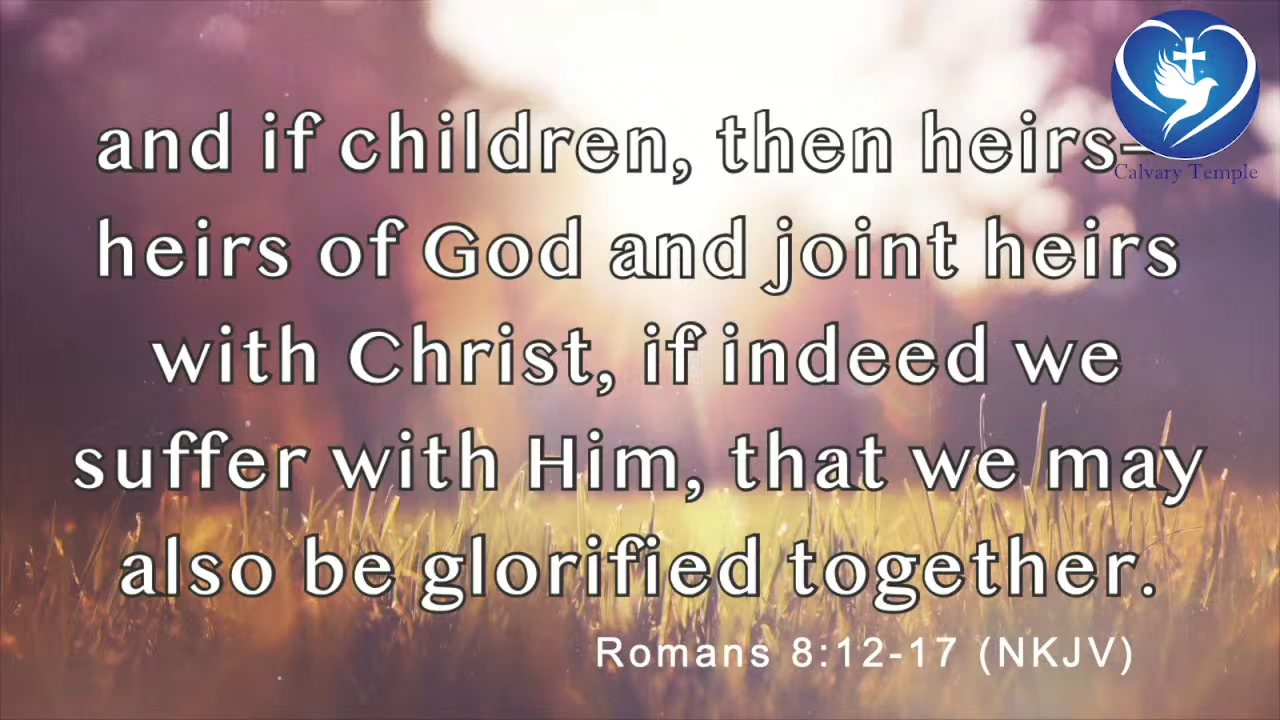 and if children, then heirs–
heirs of God and joint heirs
with Christ, if indeed we
suffer with Him, that we may
also be glorified together.
Romans 8:12-17 (NKJV)
Calvary Temple